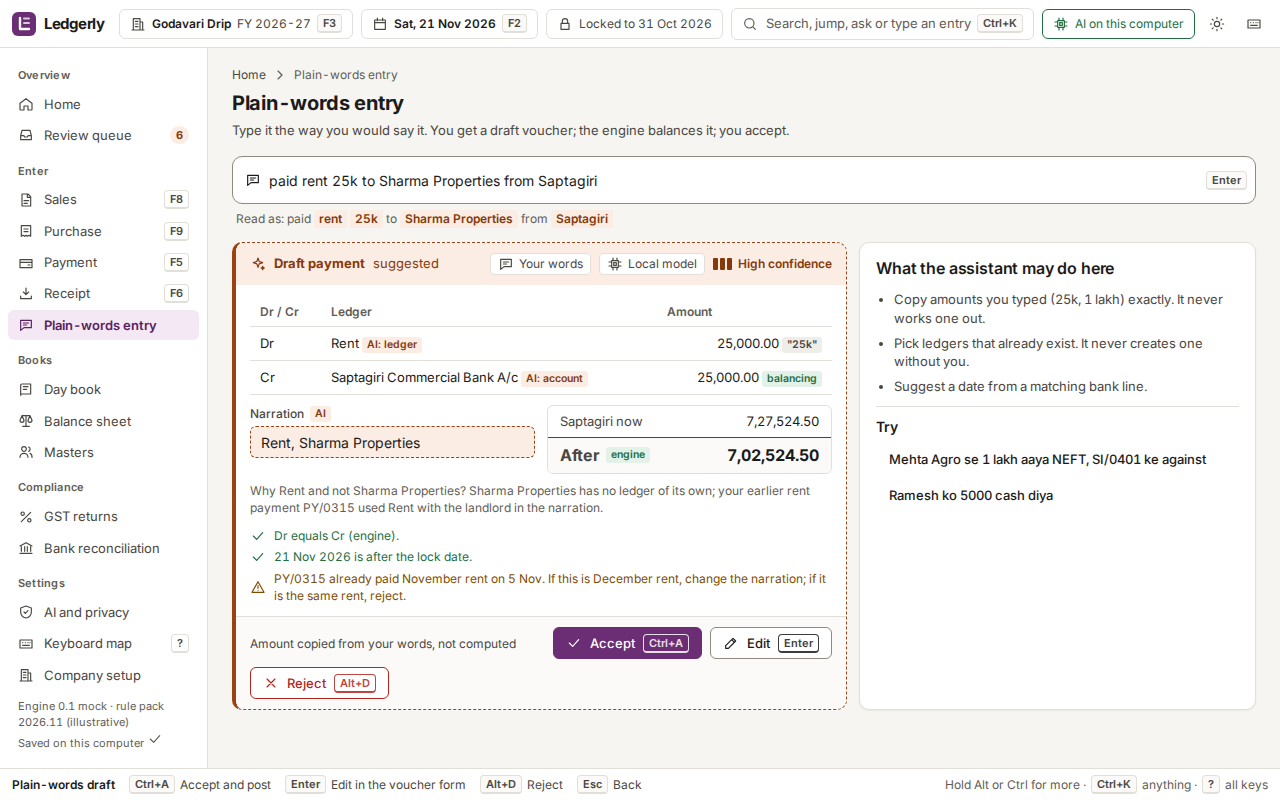 Ledgerly
Godavari Drip FY 2026-27 F3
Sat, 21 Nov 2026 F2
Locked to 31 Oct 2026
Search, jump, ask or type an entry Ctrl+K
AI on this computer
Overview
Home
Review queue 6
Enter
Sales F8
Purchase F9
Payment F5
Receipt F6
Plain-words entry
Books
Day book
Balance sheet
Masters
Compliance
GST returns
Bank reconciliation
Settings
AI and privacy
Keyboard map ?
Company setup
Engine 0.1 mock · rule pack
2026.11 (illustrative)
Saved on this computer
Home Plain-words entry
Plain-words entry
Type it the way you would say it. You get a draft voucher; the engine balances it; you accept.
paid rent 25k to Sharma Properties from Saptagiri Enter
Read as: paid rent 25k to Sharma Properties from Saptagiri
Draft payment suggested Your words Local model High confidence
Dr / Cr Ledger Amount
Dr Rent AI: ledger 25,000.00 "25k"
Cr Saptagiri Commercial Bank A/c AI: account 25,000.00 balancing
Narration AI
Rent, Sharma Properties
Saptagiri now 7,27,524.50
After engine 7,02,524.50
Why Rent and not Sharma Properties? Sharma Properties has no ledger of its own; your earlier rent
payment PY/0315 used Rent with the landlord in the narration.
Dr equals Cr (engine).
21 Nov 2026 is after the lock date.
PY/0315 already paid November rent on 5 Nov. If this is December rent, change the narration; if it
is the same rent, reject.
Amount copied from your words, not computed
Accept Ctrl+A
Edit Enter
Reject Alt+D
What the assistant may do here
• Copy amounts you typed (25k, 1 lakh) exactly. It never
works one out.
• Pick ledgers that already exist. It never creates one
without you.
• Suggest a date from a matching bank line.
Try
Mehta Agro se 1 lakh aaya NEFT, SI/0401 ke against
Ramesh ko 5000 cash diya
Plain-words draft Ctrl+A Accept and post Enter Edit in the voucher form Alt+D Reject Esc Back
Hold Alt or Ctrl for more · Ctrl+K anything · ? all keys